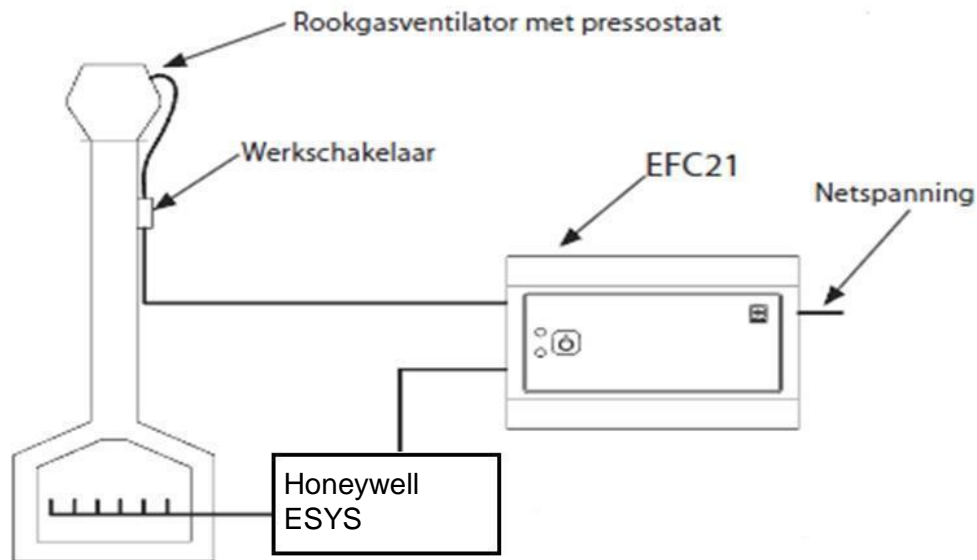 Rookgasventilator met pressostaat
Werkschakelaar
EFC21
Netspanning
Honeywell
ESYS